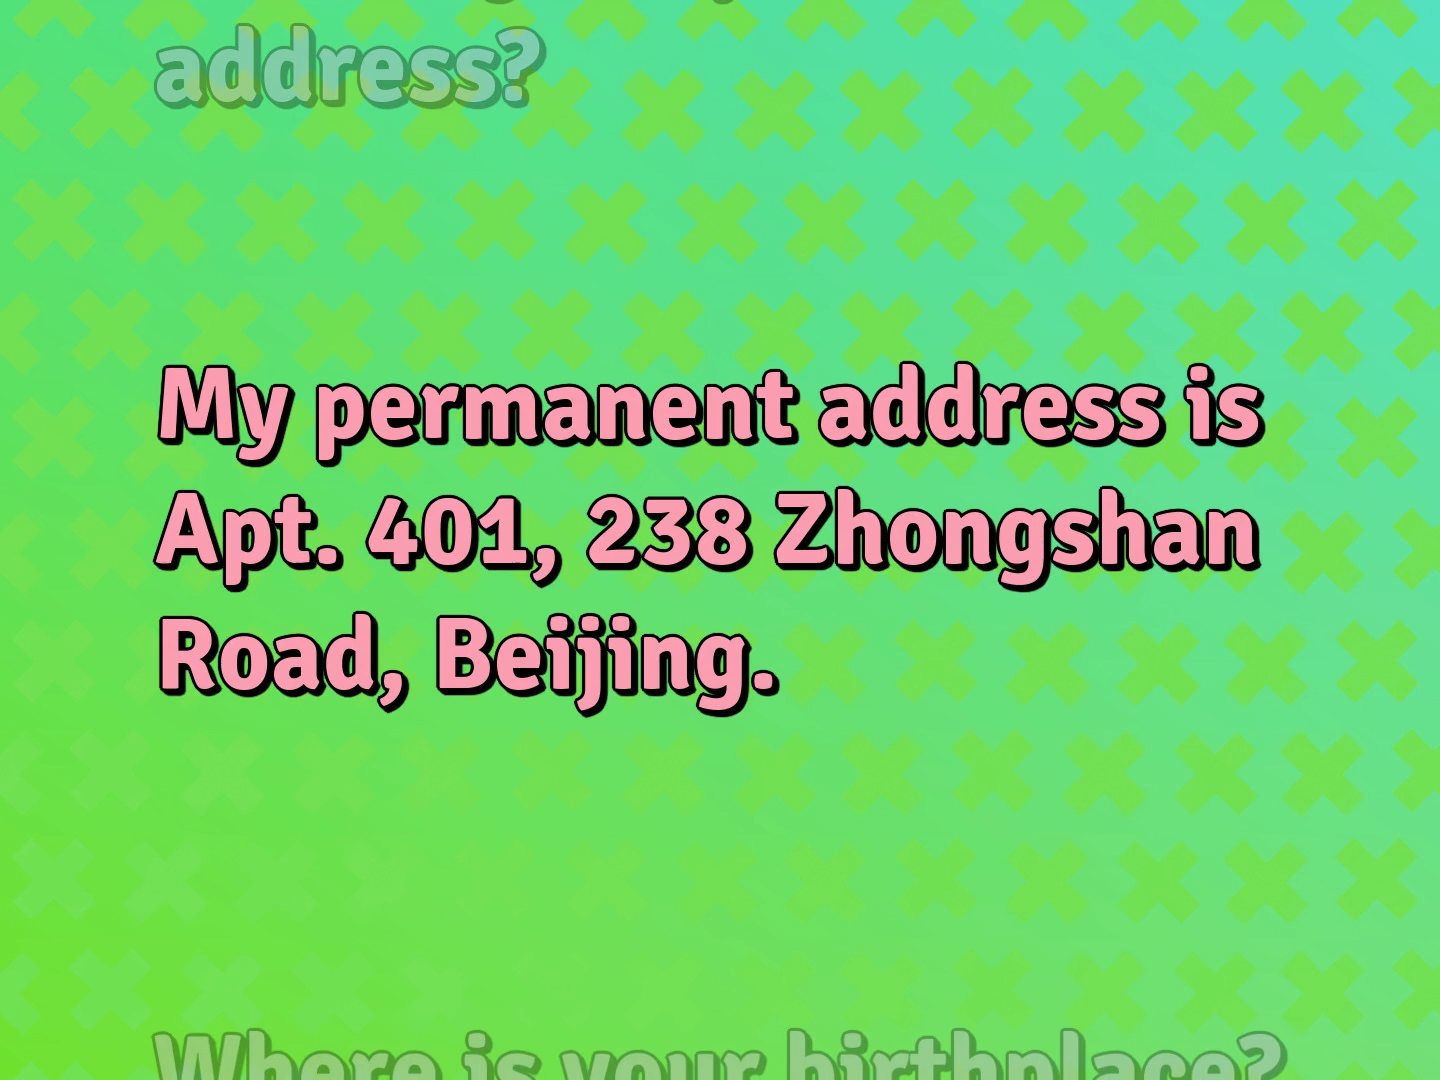 address?
My permanent address is
Apt. 401, 238 Zhongshan
Road, Beijing.
Where is your birthplace?